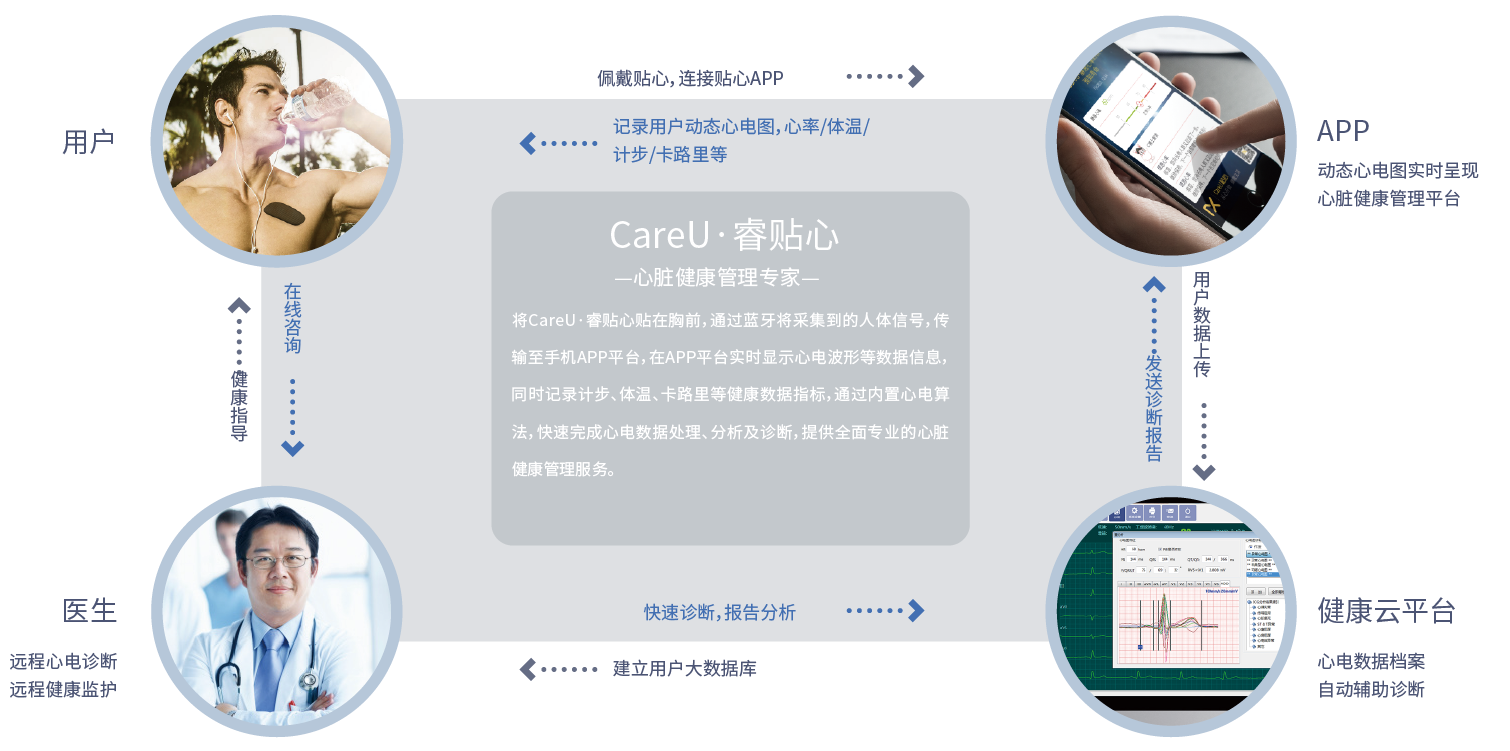 佩戴贴心，连接贴心APP
记录用户动态心电图，心率/体温/
计步/卡路里等
用户
APP
动态心电图实时呈现
心脏健康管理平台
CareU·睿贴心
—心脏健康管理专家—
将CareU·睿贴心贴在胸前，通过蓝牙将采集到的人体信号，传
输至手机APP平台，在APP平台实时显示心电波形等数据信息，
同时记录计步、体温、卡路里等健康数据指标，通过内置心电算
法，快速完成心电数据处理、分析及诊断，提供全面专业的心脏
健康管理服务。
健康指导
在线咨询
发送诊断报告
用户数据上传
医生
远程心电诊断
远程健康监护
快速诊断，报告分析
建立用户大数据库
健康云平台
心电数据档案
自动辅助诊断